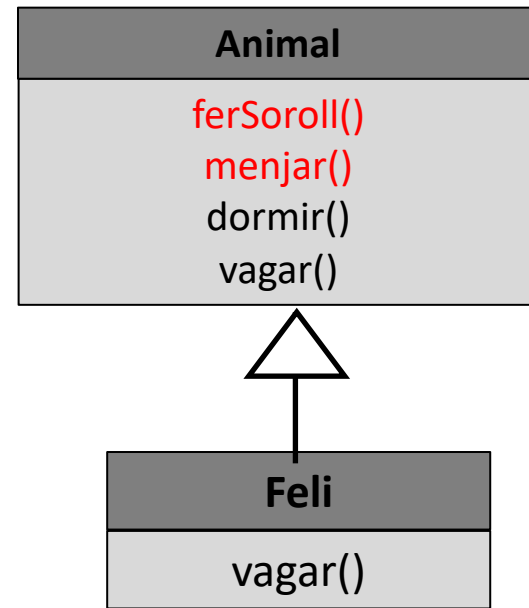 Animal
ferSoroll()
menjar()
dormir()
vagar()
Feli
vagar()